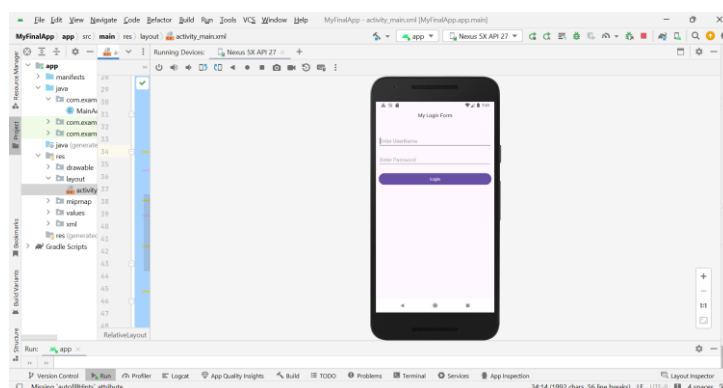 File Edit View Navigate Code Refactor Build Run Tools VCS Window Help MyFinalApp - activity_main.xml [MyFinalApp.app.main]
MyFinalApp app src main res layout activity_main.xml app Nexus 5X API 27
Running Devices: Nexus 5X API 27
Resource Manager
Project
Bookmarks
Build Variants
Structure
app
manifests
java
com.exam
MainA
com.exam
com.exam
java (generate
res
drawable
layout
activity
mipmap
values
xml
res (generate
Gradle Scripts
28
29
30
31
32
33
34
35
36
37
38
39
40
41
42
43
44
45
46
47
48
RelativeLayout
My Login Form
Enter UserName
Enter Password
Login
1:1
Run: app
Version Control Run Profiler Logcat App Quality Insights Build TODO Problems Terminal Services App Inspection Layout Inspector
Missing 'autofillHints' attribute 34:14 (1992 chars, 56 line breaks) LF UTF-8 4 spaces